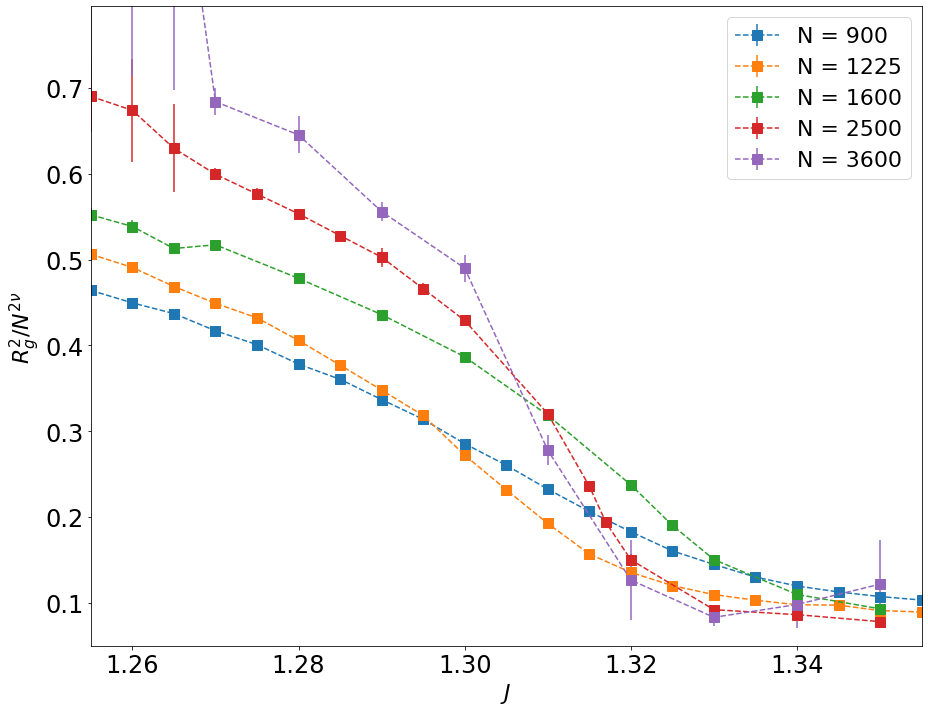 N = 900
N = 1225
N = 1600
N = 2500
N = 3600
0.7
0.6
0.5
0.4
0.3
0.2
0.1
R_g^2/N^{2ν}
1.26 1.28 1.30 1.32 1.34
J